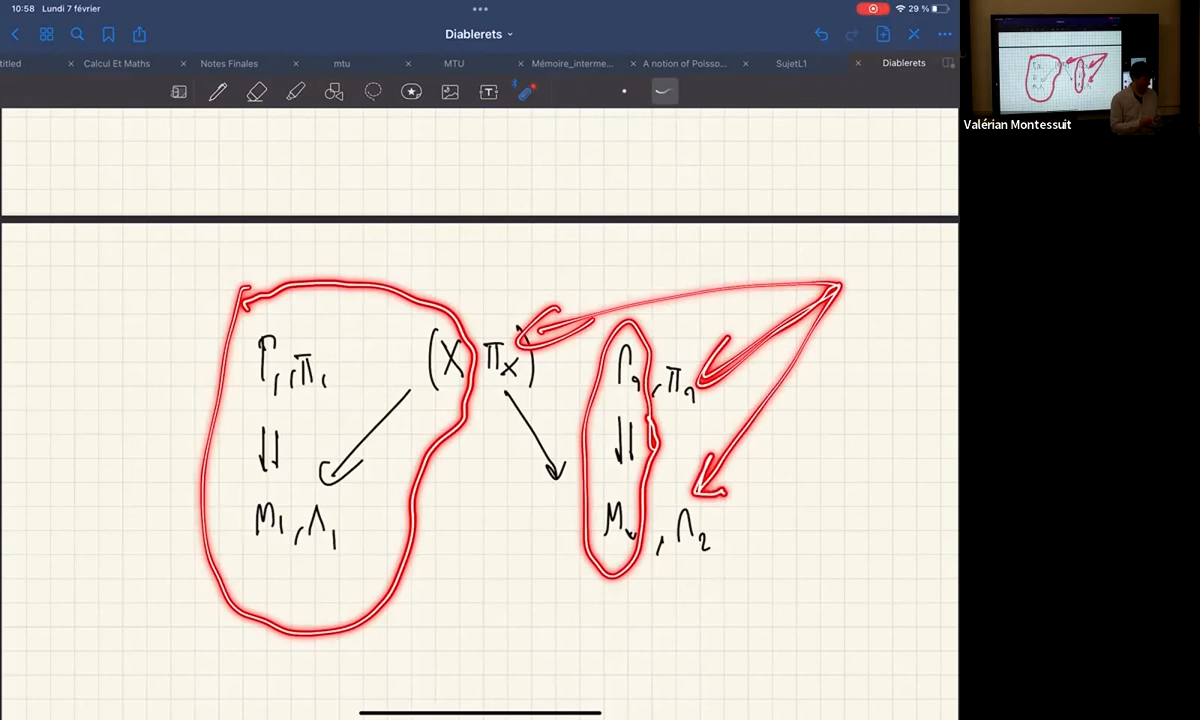 10:58 Lundi 7 février
29 %
Diablerets
titled
Calcul Et Maths
Notes Finales
mtu
MTU
Mémoire_interme...
A notion of Poisso...
SujetL1
Diablerets
Valérian Montessuit
Γ₁, Π₁ (X Πₓ) Γ₂, Π₂
M₁, Λ₁ M₂, Λ₂